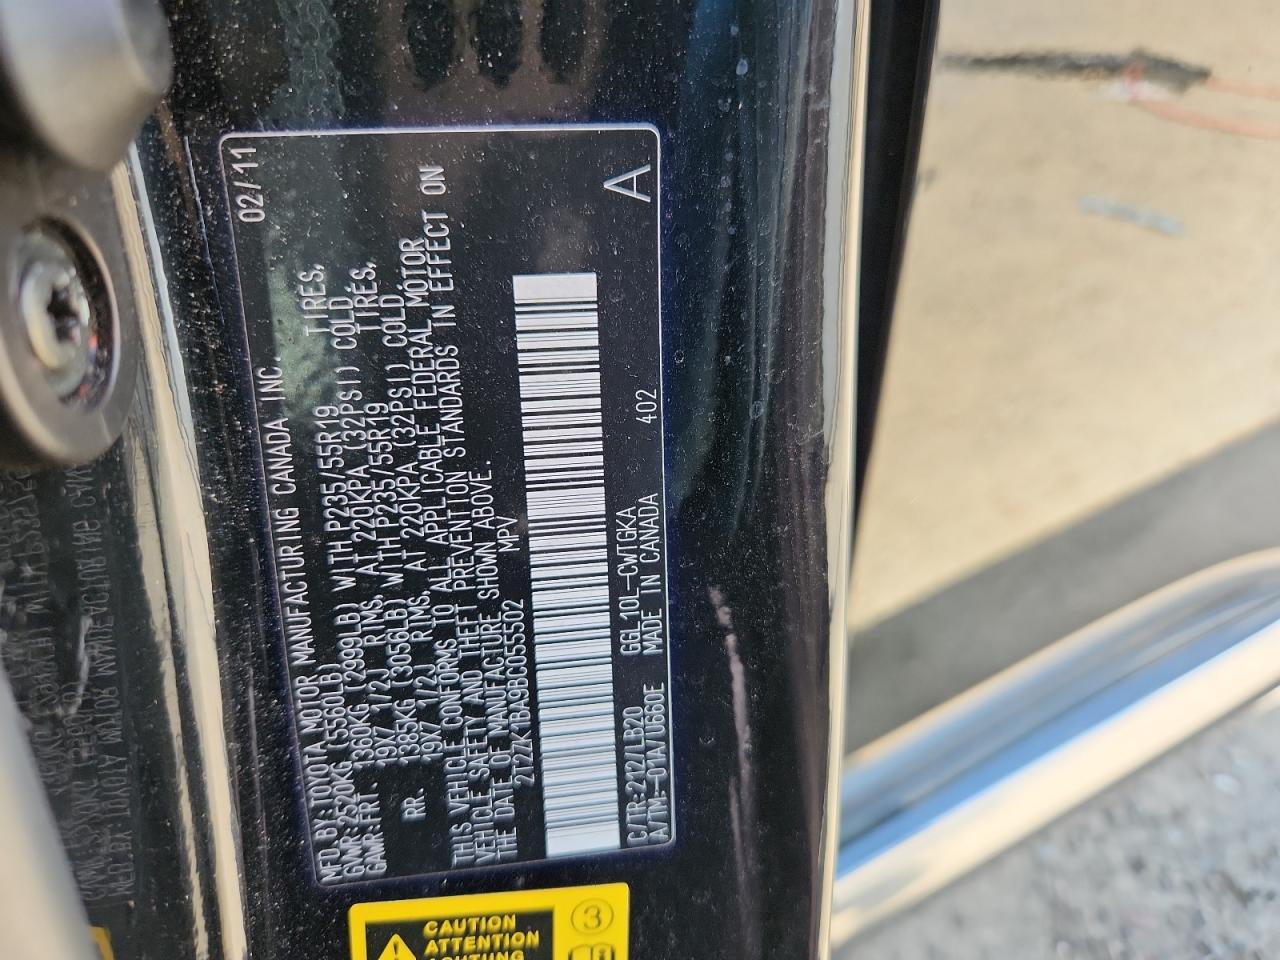 MFD. BY: TOYOTA MOTOR MANUFACTURING CANADA INC. 02/11
GVWR: 2520KG (5560LB)
GAWR: FRT. 1360KG (2999LB) WITH P235/55R19 TIRES,
19X7 1/2J RIMS, AT 220KPA (32PSI) COLD
RR. 1385KG (3056LB) WITH P235/55R19 TIRES,
19X7 1/2J RIMS, AT 220KPA (32PSI) COLD
THIS VEHICLE CONFORMS TO ALL APPLICABLE FEDERAL MOTOR
VEHICLE SAFETY AND THEFT PREVENTION STANDARDS IN EFFECT ON
THE DATE OF MANUFACTURE SHOWN ABOVE.
2T2ZK1BA9BC055502 MPV
C/TR: 212/LB20 GGL10L-CWTGKA
A/TM: -01A/U660E MADE IN CANADA 402 A
CAUTION
ATTENTION
ACHTUNG
3